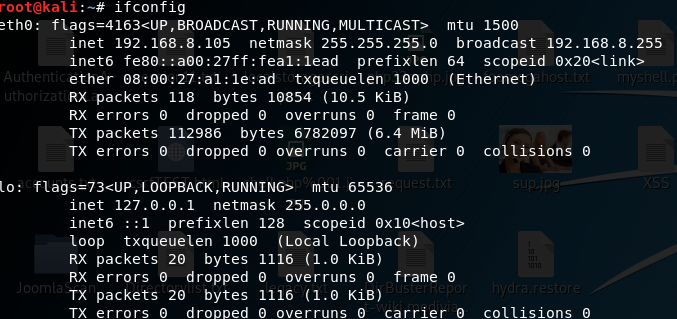 root@kali:~# ifconfig
eth0: flags=4163<UP,BROADCAST,RUNNING,MULTICAST>  mtu 1500
        inet 192.168.8.105  netmask 255.255.255.0  broadcast 192.168.8.255
        inet6 fe80::a00:27ff:fea1:1ead  prefixlen 64  scopeid 0x20<link>
        ether 08:00:27:a1:1e:ad  txqueuelen 1000  (Ethernet)
        RX packets 118  bytes 10854 (10.5 KiB)
        RX errors 0  dropped 0  overruns 0  frame 0
        TX packets 112986  bytes 6782097 (6.4 MiB)
        TX errors 0  dropped 0 overruns 0  carrier 0  collisions 0
lo: flags=73<UP,LOOPBACK,RUNNING>  mtu 65536
        inet 127.0.0.1  netmask 255.0.0.0
        inet6 ::1  prefixlen 128  scopeid 0x10<host>
        loop  txqueuelen 1000  (Local Loopback)
        RX packets 20  bytes 1116 (1.0 KiB)
        RX errors 0  dropped 0  overruns 0  frame 0
        TX packets 20  bytes 1116 (1.0 KiB)
        TX errors 0  dropped 0 overruns 0  carrier 0  collisions 0
myshell.p
JPG
sup.jpg
XSS
JoomlaScan
Directorylist.txt
legacy.txt
DirBusterRepor
t-wiki.medivia
hydra.restore